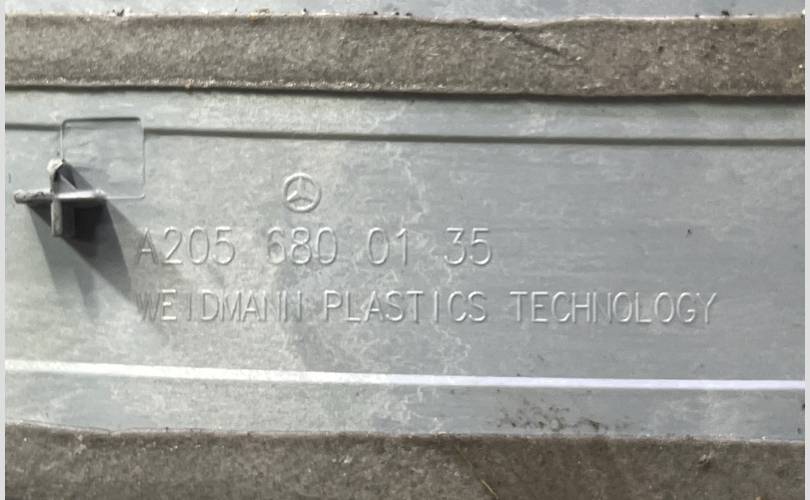 A205 680 01 35
WEIDMANN PLASTICS TECHNOLOGY